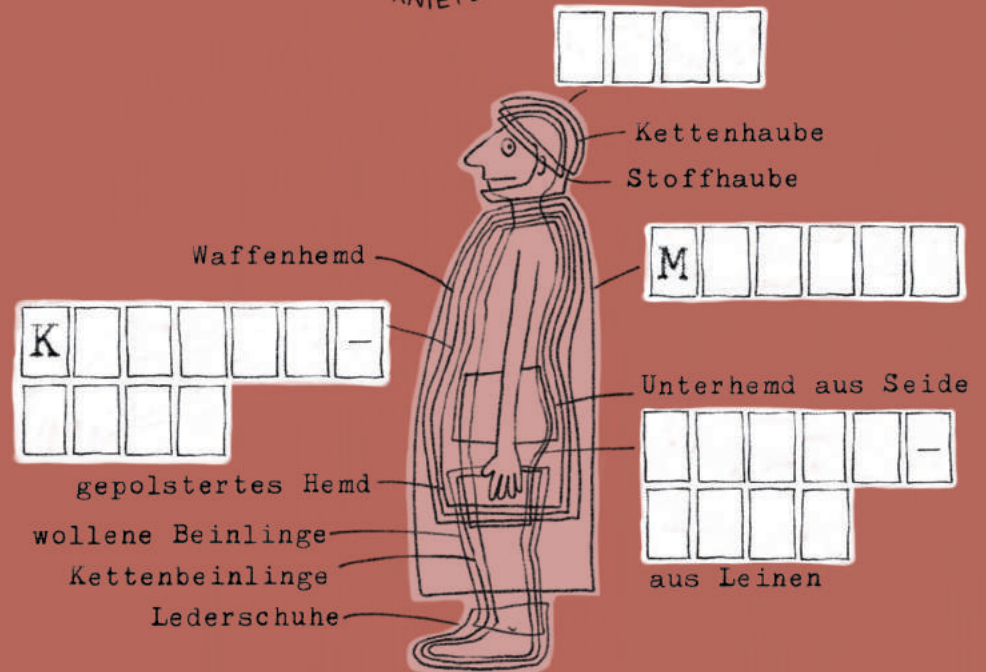 Kettenhaube
Stoffhaube
Waffenhemd
M
K
–
Unterhemd aus Seide
–
gepolstertes Hemd
wollene Beinlinge
Kettenbeinlinge
aus Leinen
Lederschuhe